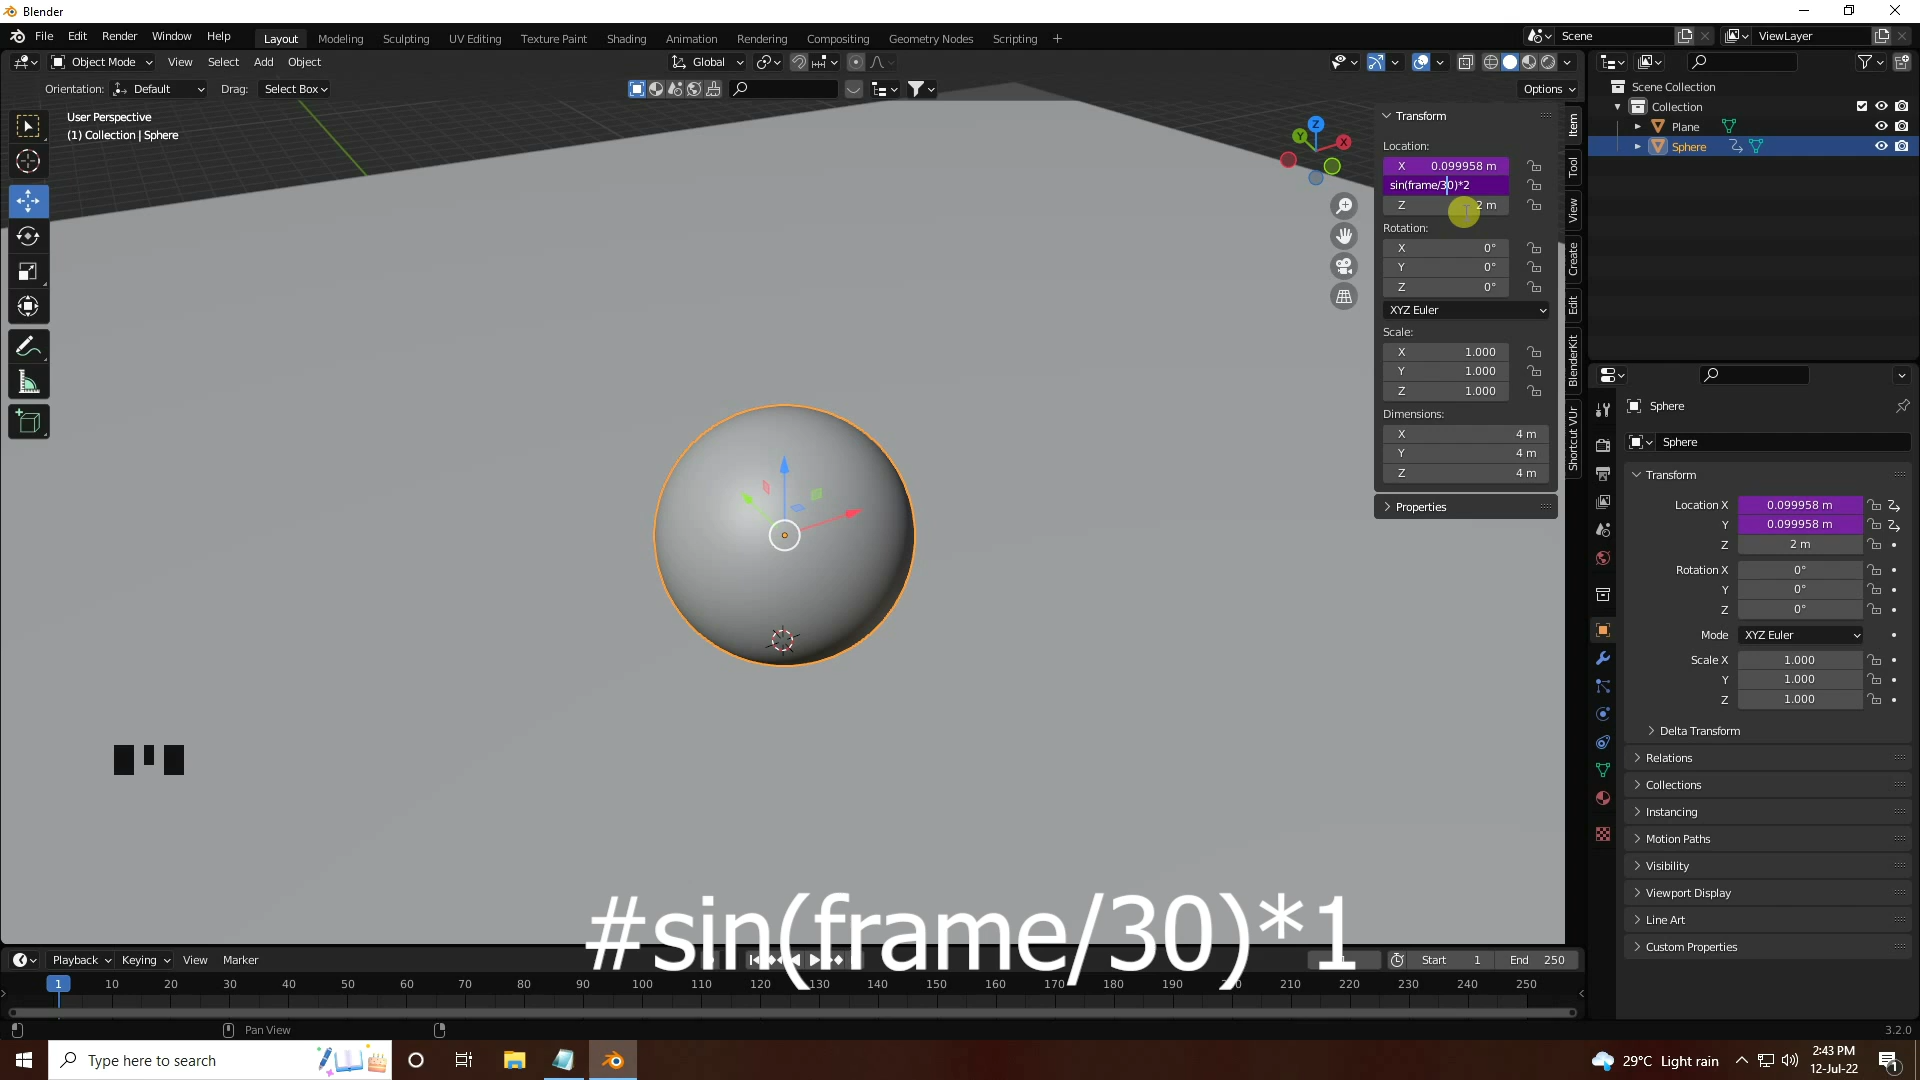 Blender
File Edit Render Window Help
Layout Modeling Sculpting UV Editing Texture Paint Shading Animation Rendering Compositing Geometry Nodes Scripting +
Scene
ViewLayer
Object Mode View Select Add Object
Global
Orientation: Default Drag: Select Box
Options
User Perspective
(1) Collection | Sphere
Z
Y
X
Transform
Location:
X 0.099958 m
sin(frame/30)*2
Z 2 m
Rotation:
X 0°
Y 0°
Z 0°
XYZ Euler
Scale:
X 1.000
Y 1.000
Z 1.000
Dimensions:
X 4 m
Y 4 m
Z 4 m
Properties
Item
Tool
View
Create
Edit
BlenderKit
Shortcut VUr
Scene Collection
Collection
Plane
Sphere
Sphere
Sphere
Transform
Location X 0.099958 m
Y 0.099958 m
Z 2 m
Rotation X 0°
Y 0°
Z 0°
Mode XYZ Euler
Scale X 1.000
Y 1.000
Z 1.000
Delta Transform
Relations
Collections
Instancing
Motion Paths
Visibility
Viewport Display
Line Art
Custom Properties
#sin(frame/30)*1
Playback Keying View Marker
Start 1 End 250
1 10 20 30 40 50 60 70 80 90 100 110 120 130 140 150 160 170 180 190 210 220 230 240 250
Pan View
3.2.0
Type here to search
29°C Light rain
2:43 PM
12-Jul-22
1